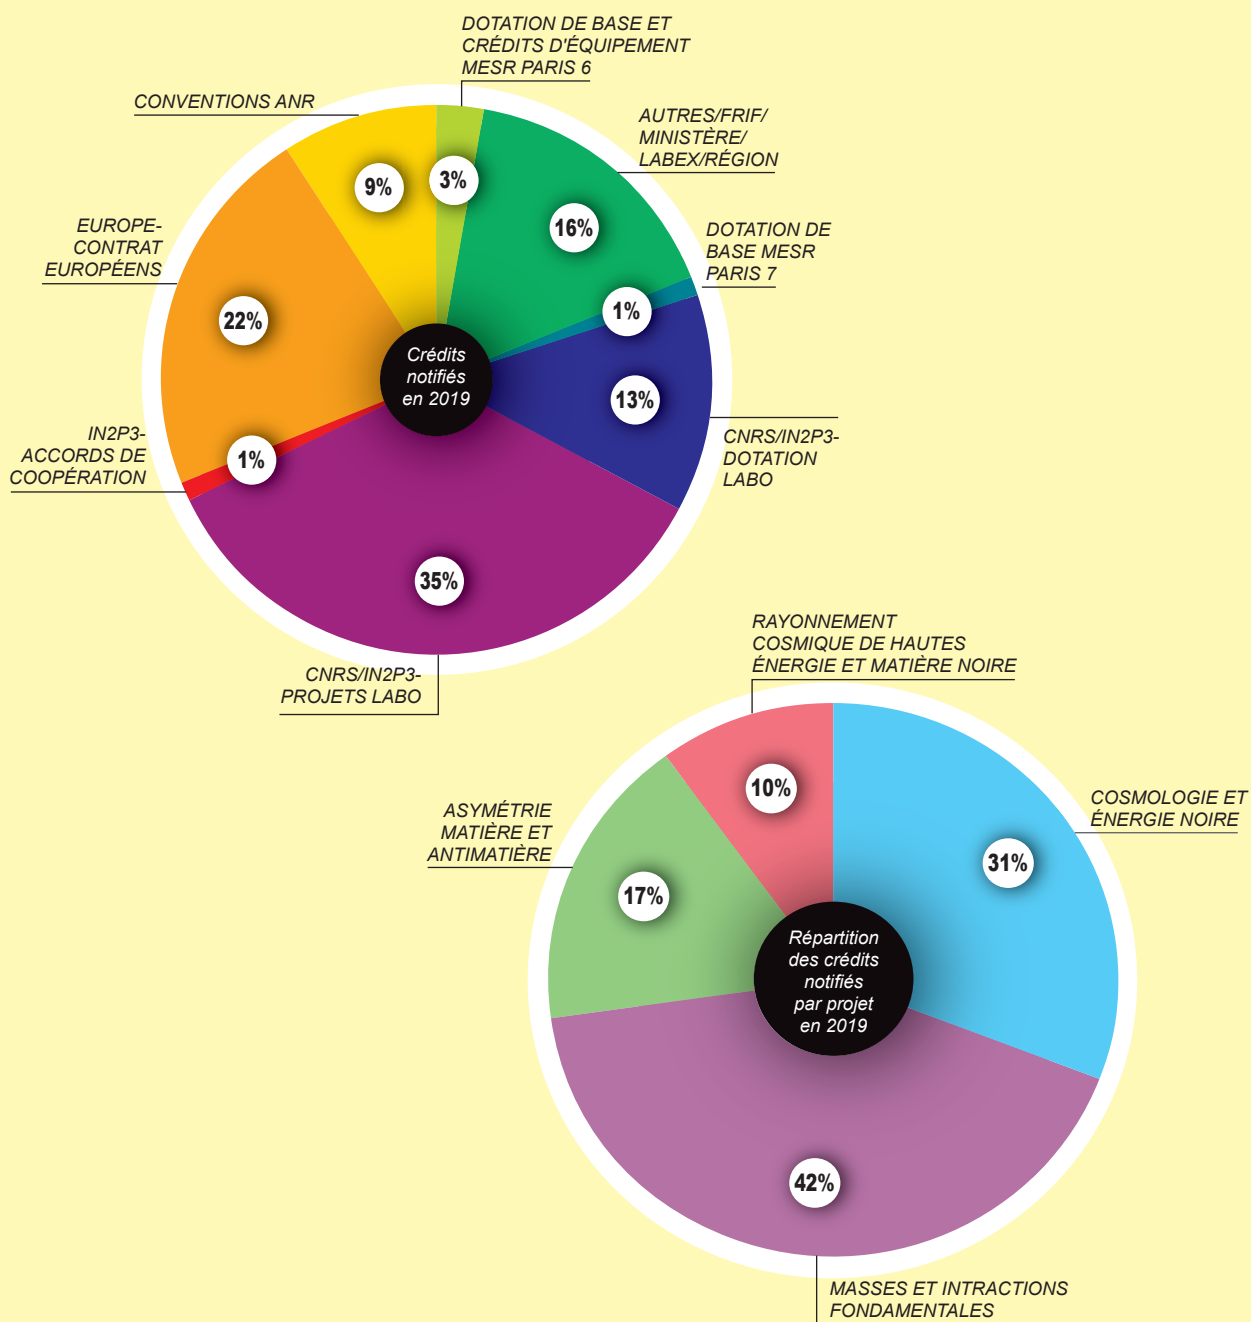 DOTATION DE BASE ET
CRÉDITS D'ÉQUIPEMENT
MESR PARIS 6
CONVENTIONS ANR
AUTRES/FRIF/
MINISTÈRE/
LABEX/RÉGION
9%
3%
16%
EUROPE-
CONTRAT
EUROPÉENS
DOTATION DE
BASE MESR
PARIS 7
22%
1%
Crédits
notifiés
en 2019
13%
IN2P3-
ACCORDS DE
COOPÉRATION
1%
CNRS/IN2P3-
DOTATION
LABO
35%
CNRS/IN2P3-
PROJETS LABO
RAYONNEMENT
COSMIQUE DE HAUTES
ÉNERGIE ET MATIÈRE NOIRE
10%
COSMOLOGIE ET
ÉNERGIE NOIRE
31%
ASYMÉTRIE
MATIÈRE ET
ANTIMATIÈRE
17%
Répartition
des crédits
notifiés
par projet
en 2019
42%
MASSES ET INTRACTIONS
FONDAMENTALES